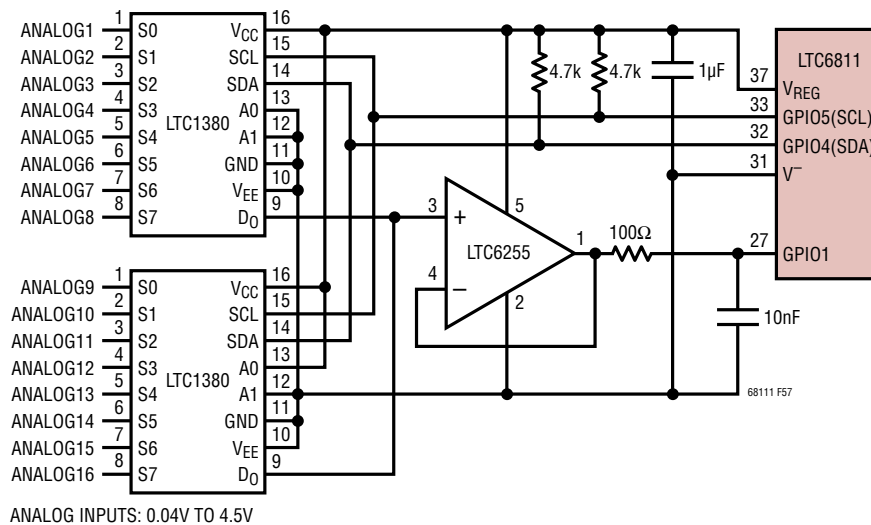 ANALOG1 1 S0 VCC 16
ANALOG2 2 S1 SCL 15
ANALOG3 3 S2 SDA 14
ANALOG4 4 S3 A0 13
ANALOG5 5 S4 A1 12
ANALOG6 6 S5 GND 11
ANALOG7 7 S6 VEE 10
ANALOG8 8 S7 DO 9
LTC1380
4.7k
4.7k
1µF
LTC6811
37 VREG
33 GPIO5(SCL)
32 GPIO4(SDA)
31 V–
27 GPIO1
3 +
4 –
5
LTC6255
1
2
100Ω
10nF
ANALOG9 1 S0 VCC 16
ANALOG10 2 S1 SCL 15
ANALOG11 3 S2 SDA 14
ANALOG12 4 S3 A0 13
ANALOG13 5 S4 A1 12
ANALOG14 6 S5 GND 11
ANALOG15 7 S6 VEE 10
ANALOG16 8 S7 DO 9
LTC1380
68111 F57
ANALOG INPUTS: 0.04V TO 4.5V